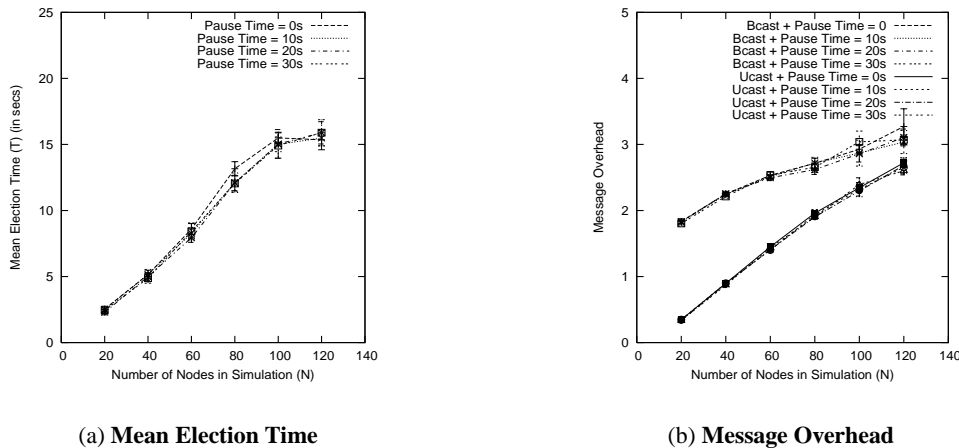 25
20
15
10
5
0
Mean Election Time (T) (in secs)
Pause Time = 0s
Pause Time = 10s
Pause Time = 20s
Pause Time = 30s
0 20 40 60 80 100 120 140
Number of Nodes in Simulation (N)
(a) Mean Election Time
5
4
3
2
1
0
Message Overhead
Bcast + Pause Time = 0
Bcast + Pause Time = 10s
Bcast + Pause Time = 20s
Bcast + Pause Time = 30s
Ucast + Pause Time = 0s
Ucast + Pause Time = 10s
Ucast + Pause Time = 20s
Ucast + Pause Time = 30s
0 20 40 60 80 100 120 140
Number of Nodes in Simulation (N)
(b) Message Overhead